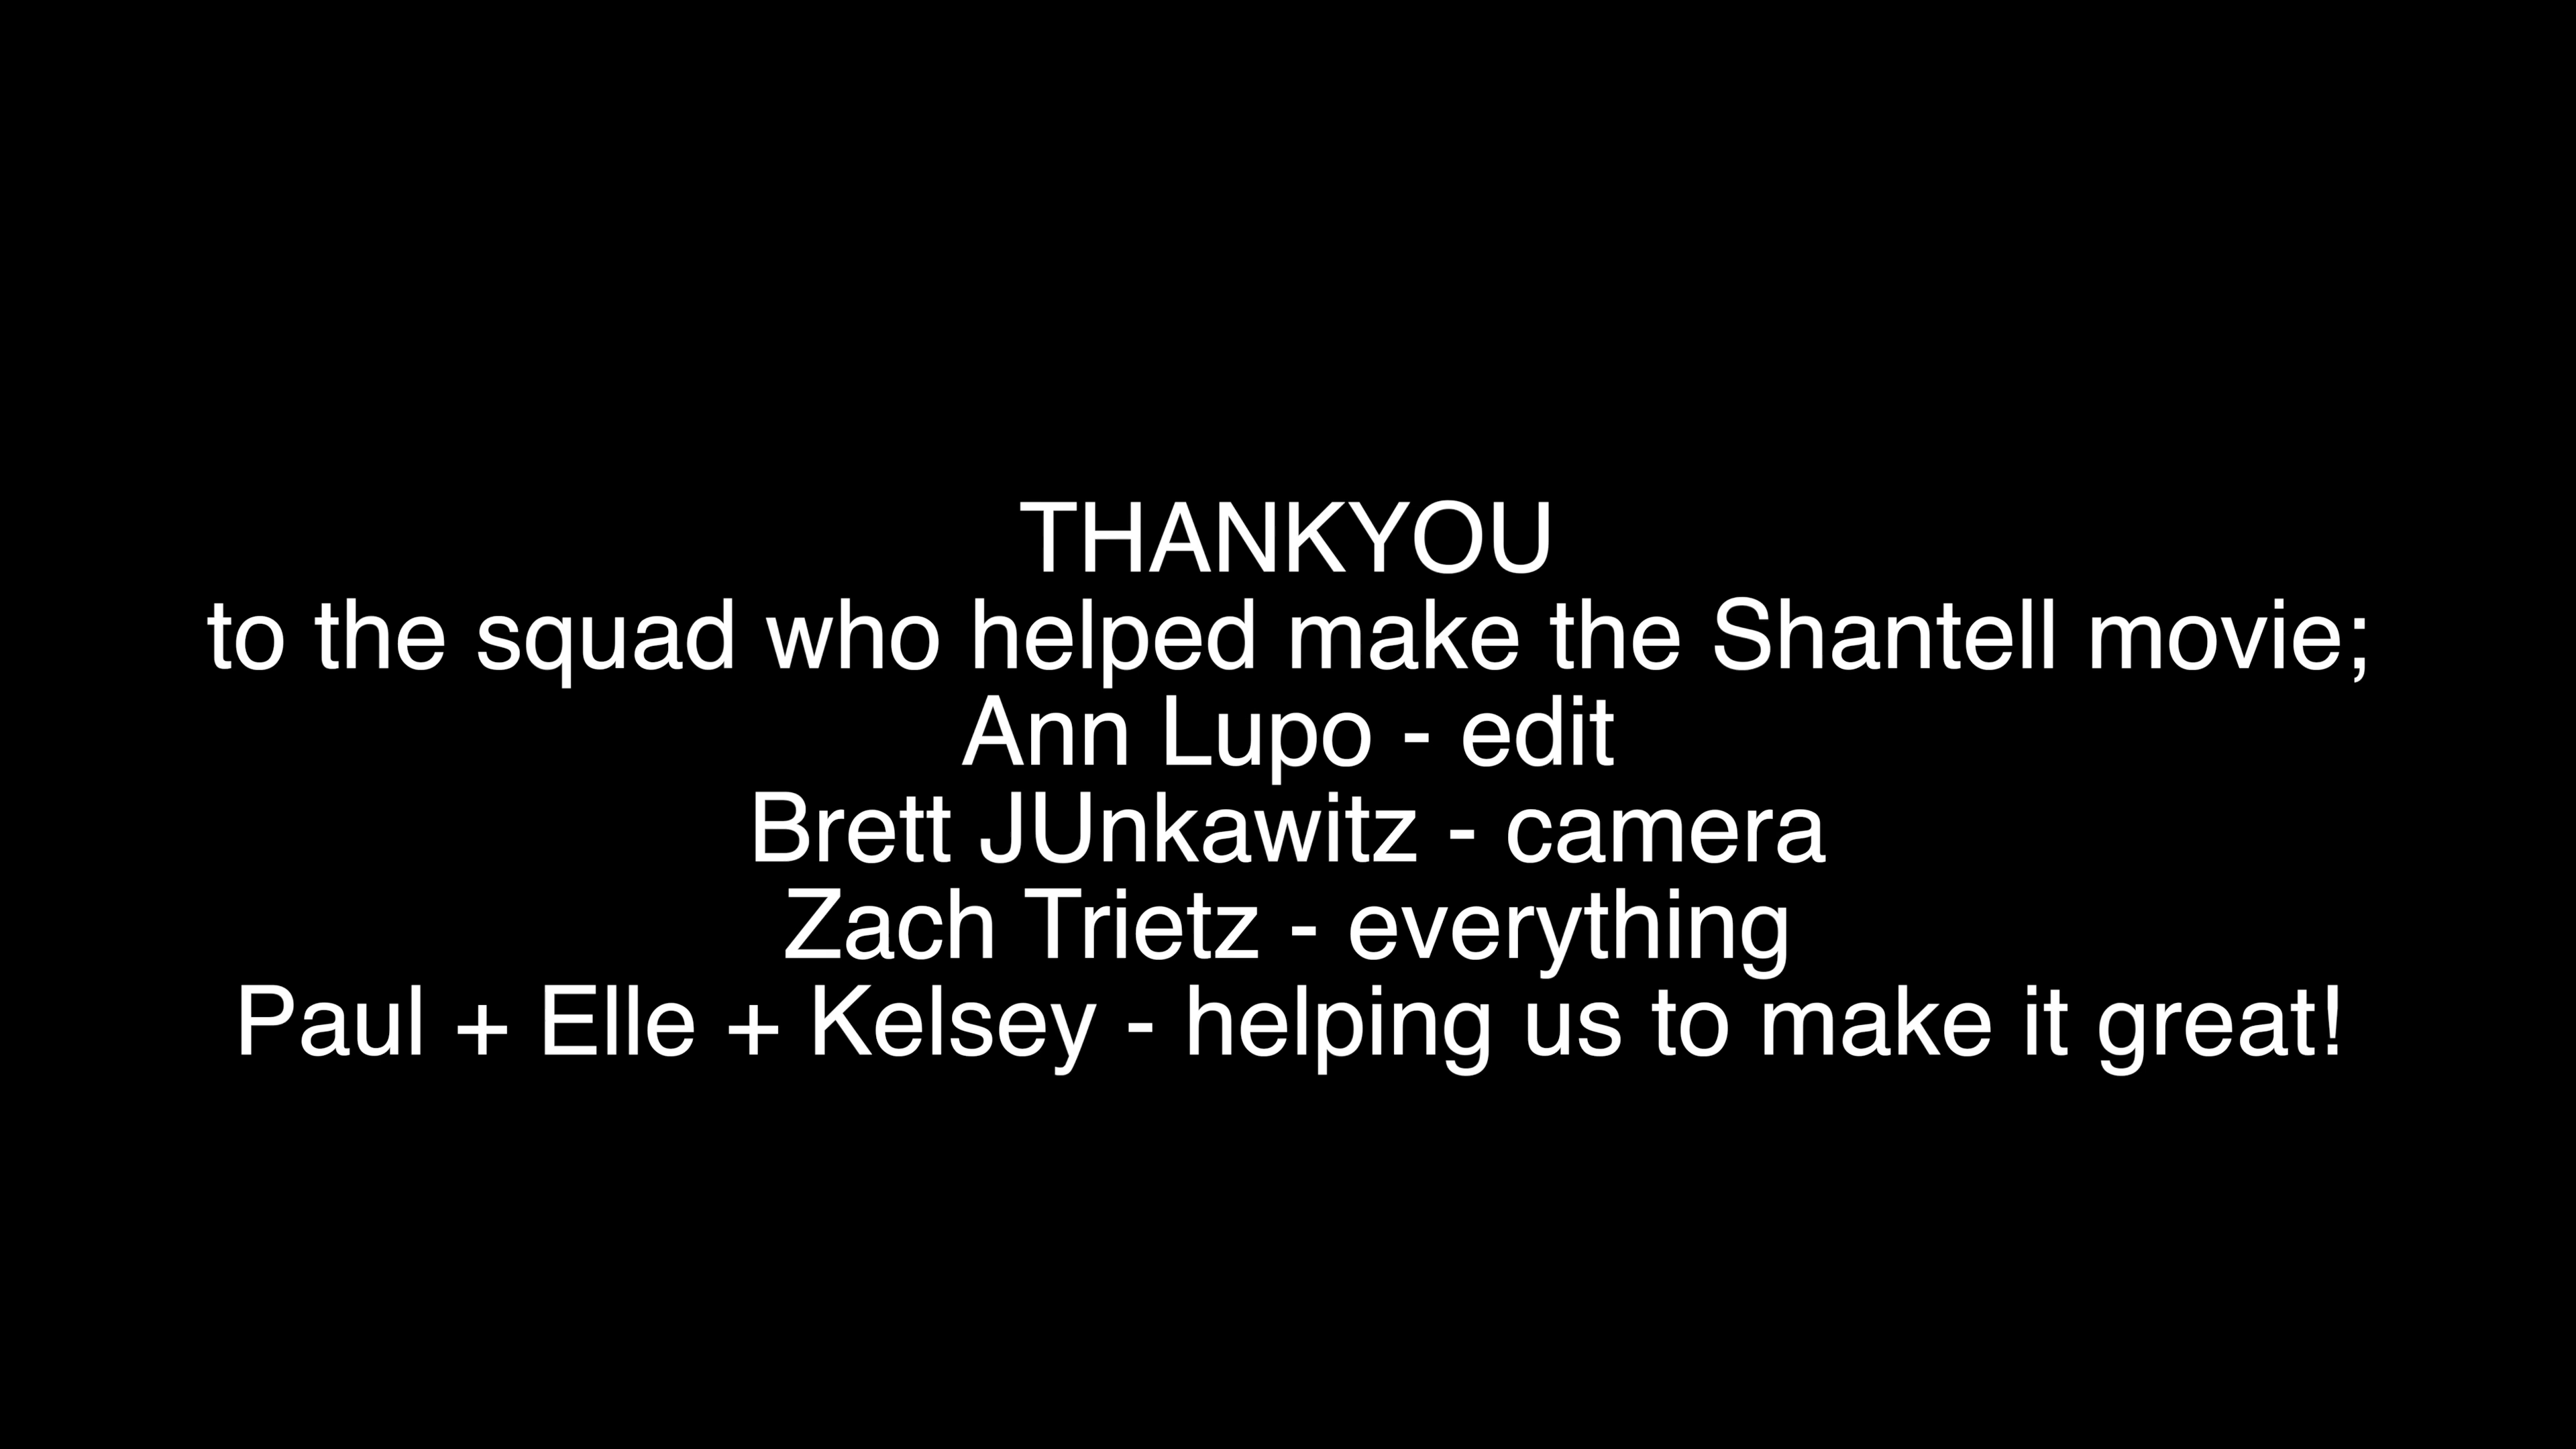 THANKYOU
to the squad who helped make the Shantell movie;
Ann Lupo - edit
Brett JUnkawitz - camera
Zach Trietz - everything
Paul + Elle + Kelsey - helping us to make it great!